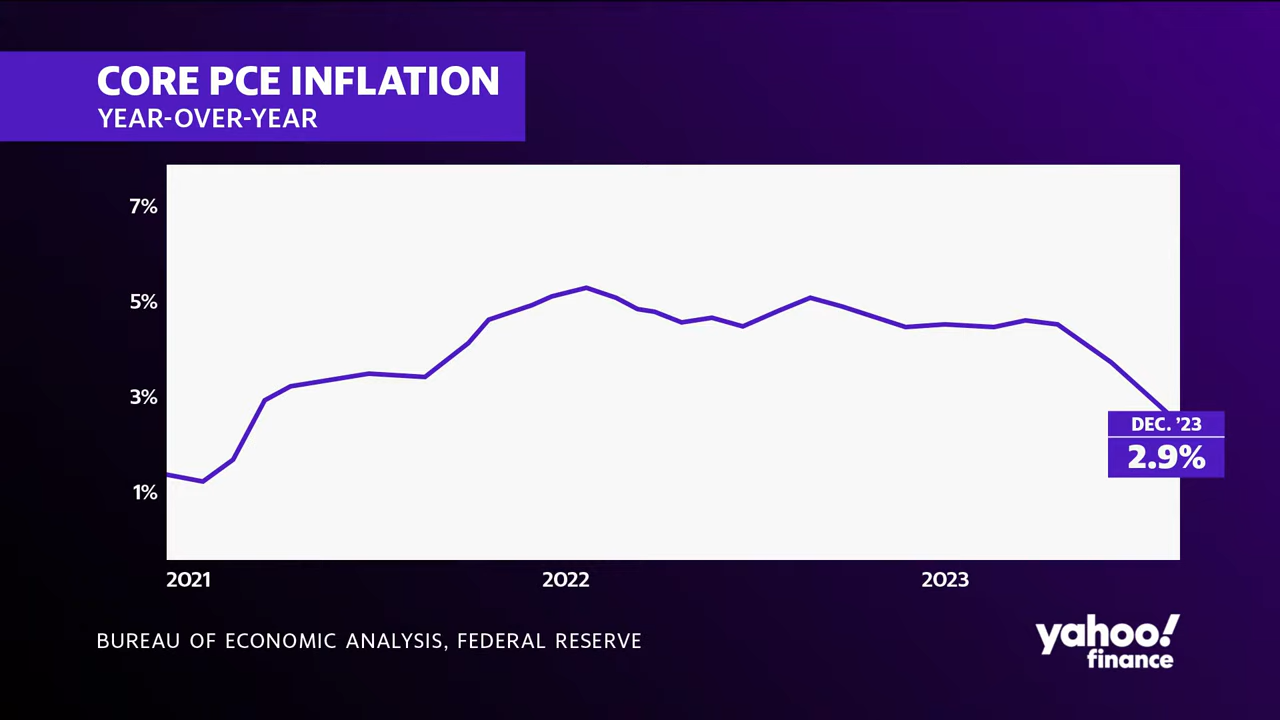 CORE PCE INFLATION
YEAR-OVER-YEAR
7%
5%
3%
1%
DEC. ’23
2.9%
2021 2022 2023
BUREAU OF ECONOMIC ANALYSIS, FEDERAL RESERVE
yahoo!
finance